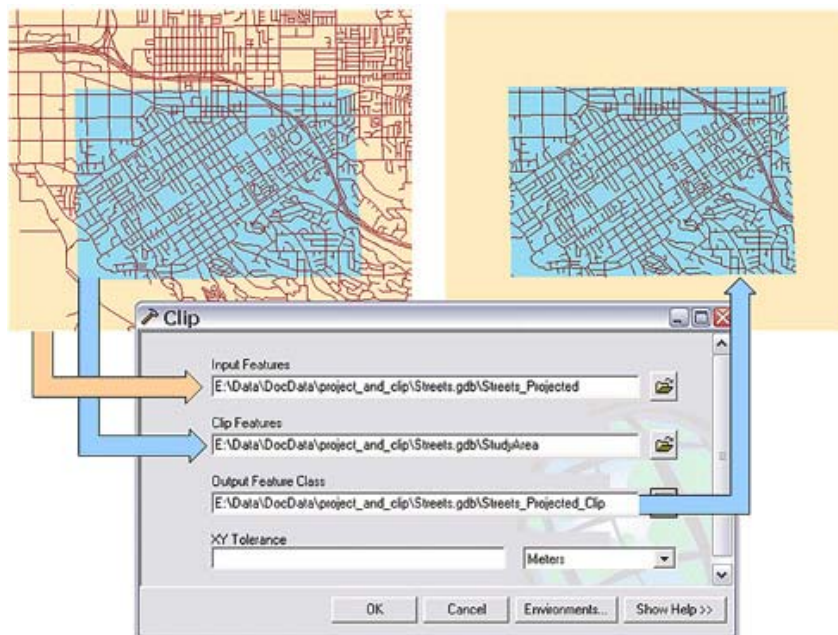 Clip
Input Features
E:\Data\DocData\project_and_clip\Streets.gdb\Streets_Projected
Clip Features
E:\Data\DocData\project_and_clip\Streets.gdb\StudyArea
Output Feature Class
E:\Data\DocData\project_and_clip\Streets.gdb\Streets_Projected_Clip
XY Tolerance
Meters
OK Cancel Environments... Show Help >>